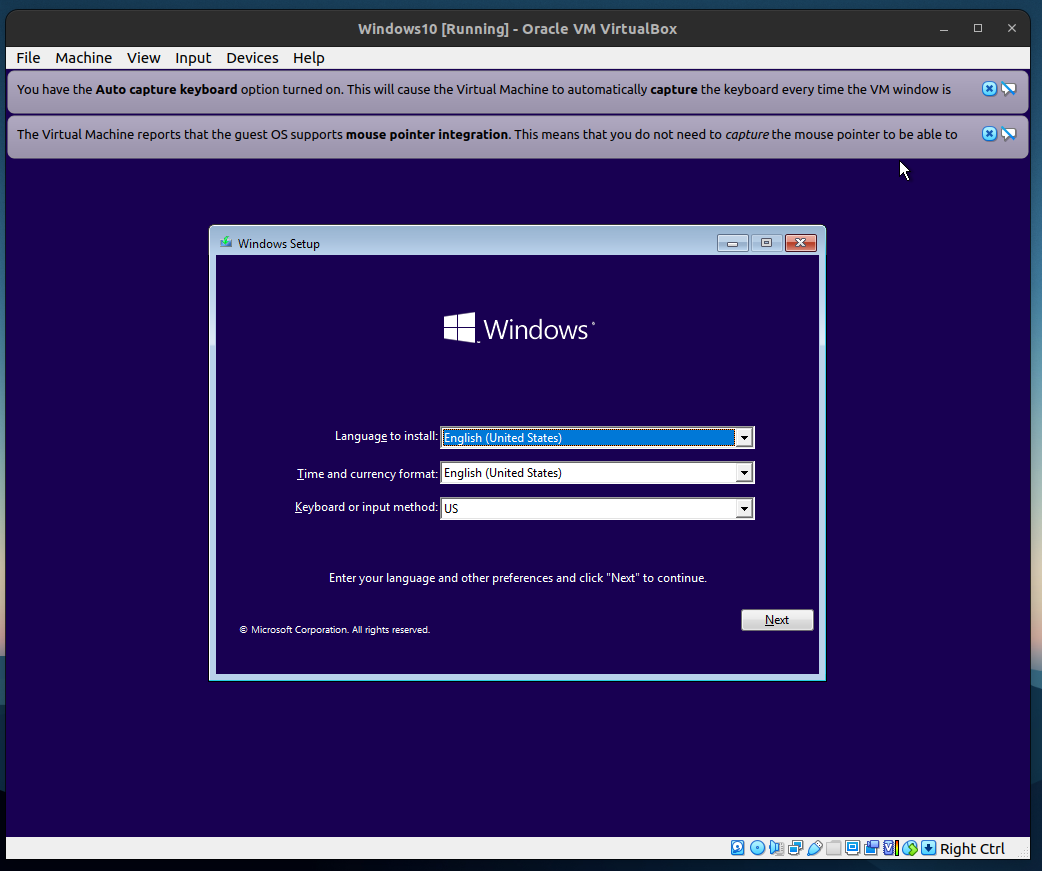 Windows10 [Running] - Oracle VM VirtualBox
File Machine View Input Devices Help
You have the Auto capture keyboard option turned on. This will cause the Virtual Machine to automatically capture the keyboard every time the VM window is
The Virtual Machine reports that the guest OS supports mouse pointer integration. This means that you do not need to capture the mouse pointer to be able to
Windows Setup
Windows
Language to install: English (United States)
Time and currency format: English (United States)
Keyboard or input method: US
Enter your language and other preferences and click "Next" to continue.
Next
© Microsoft Corporation. All rights reserved.
Right Ctrl